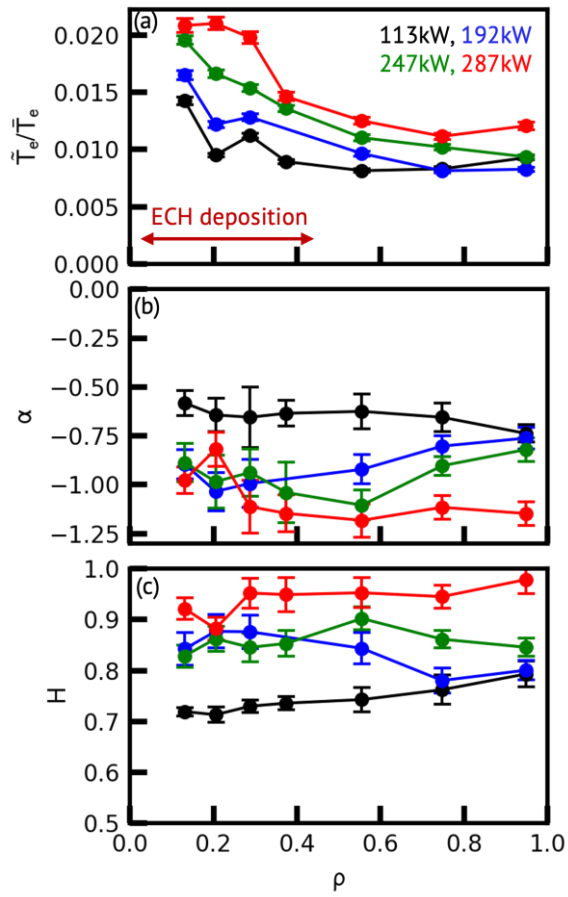 (a)
113kW, 192kW
247kW, 287kW
0.020
0.015
0.010
0.005
0.000
T̃e/T̄e
ECH deposition
(b)
0.00
−0.25
−0.50
−0.75
−1.00
−1.25
α
(c)
1.0
0.9
0.8
0.7
0.6
0.5
H
0.0 0.2 0.4 0.6 0.8 1.0
ρ